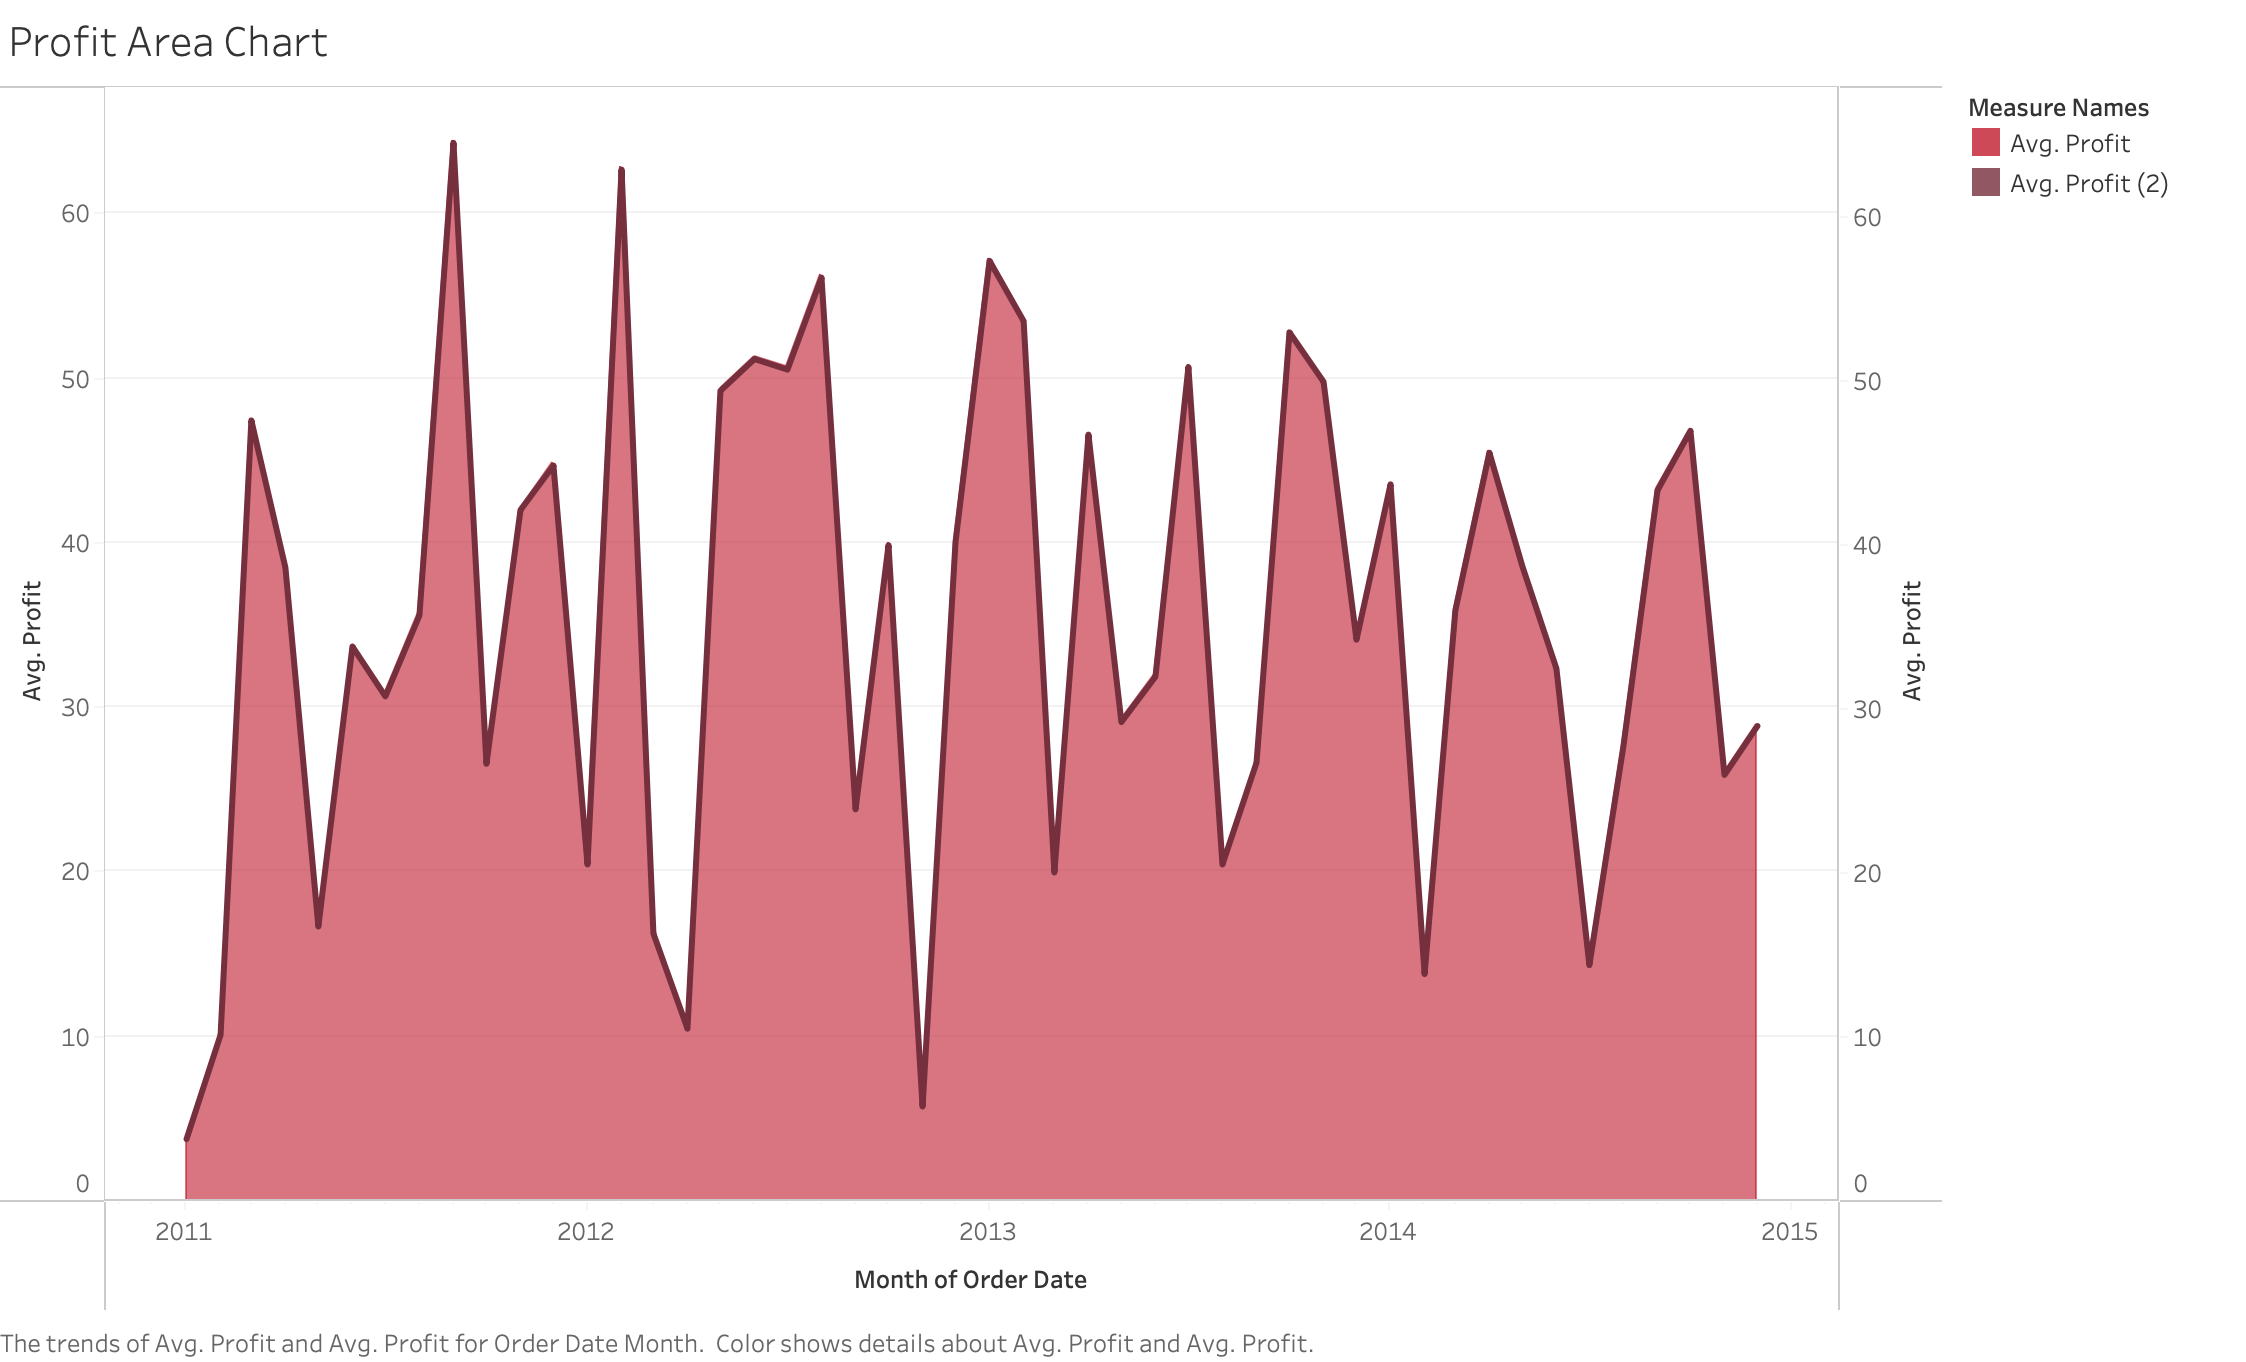 Profit Area Chart
Measure Names
Avg. Profit
Avg. Profit (2)
Avg. Profit
60
50
40
30
20
10
0
60
50
40
30
20
10
0
Avg. Profit
2011 2012 2013 2014 2015
Month of Order Date
The trends of Avg. Profit and Avg. Profit for Order Date Month.  Color shows details about Avg. Profit and Avg. Profit.